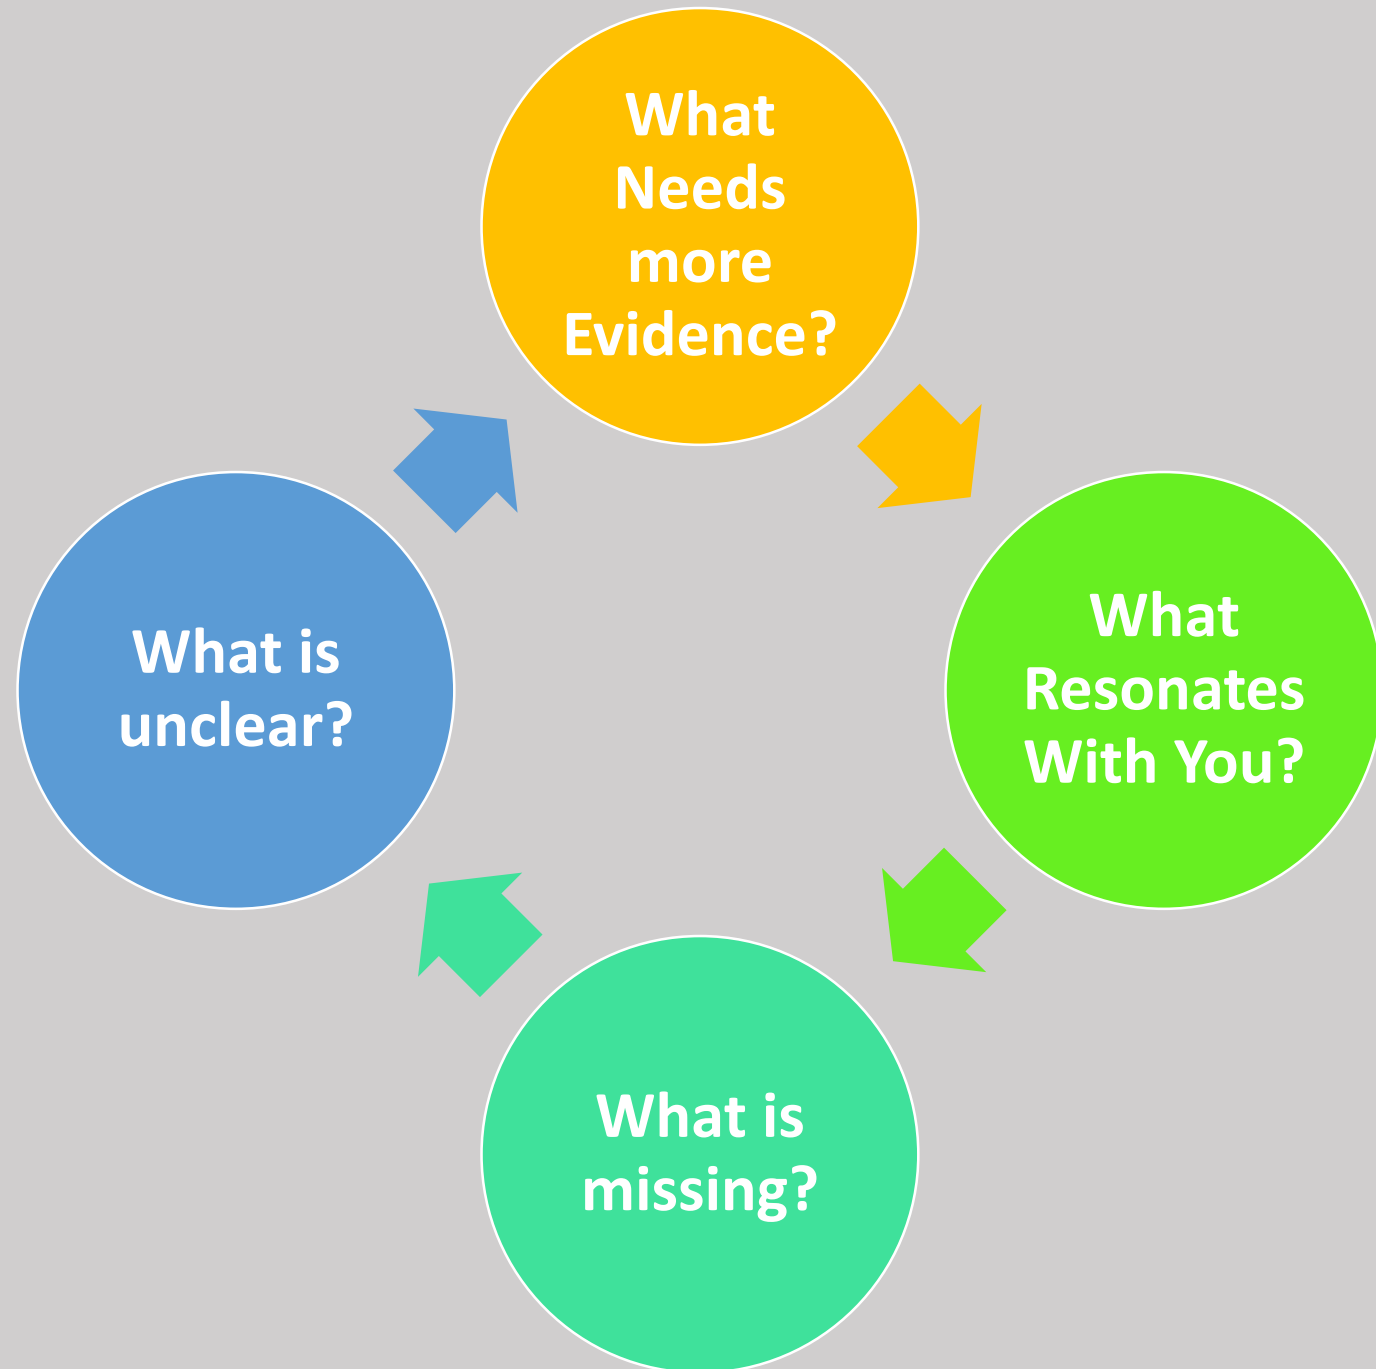 What
Needs
more
Evidence?
What
Resonates
With You?
What is
missing?
What is
unclear?